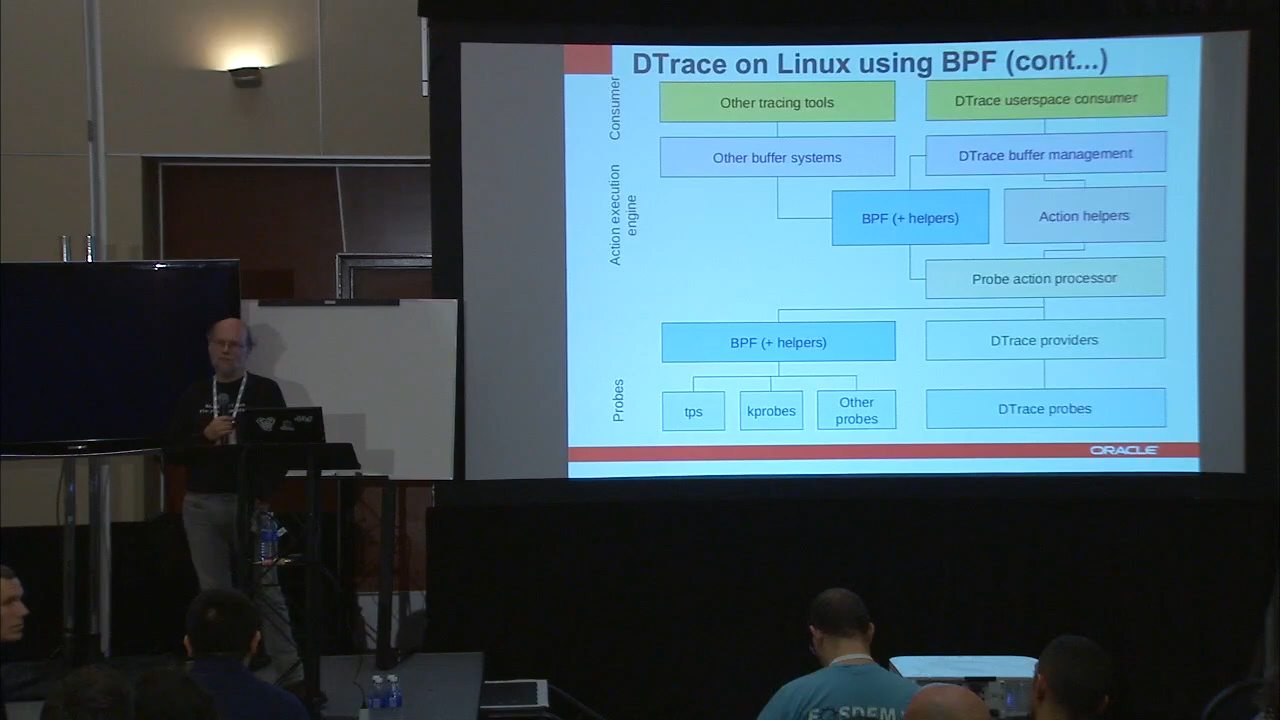 DTrace on Linux using BPF (cont...)
Consumer
Other tracing tools
DTrace userspace consumer
Action execution
engine
Other buffer systems
DTrace buffer management
BPF (+ helpers)
Action helpers
Probe action processor
BPF (+ helpers)
DTrace providers
Probes
tps
kprobes
Other
probes
DTrace probes
ORACLE
FOSDEM